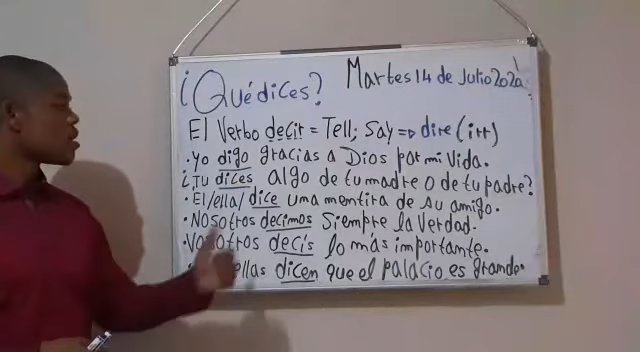 ¿Qué dices? Martes 14 de Julio 2020
El Verbo decir = Tell; Say => dire (irr)
• Yo digo gracias a Dios por mi vida.
¿Tu dices algo de tu madre o de tu padre?
• El/ella/ dice una mentira de su amigo.
• Nosotros decimos siempre la verdad.
• Vosotros decís lo más importante.
ellas dicen que el palacio es grande.